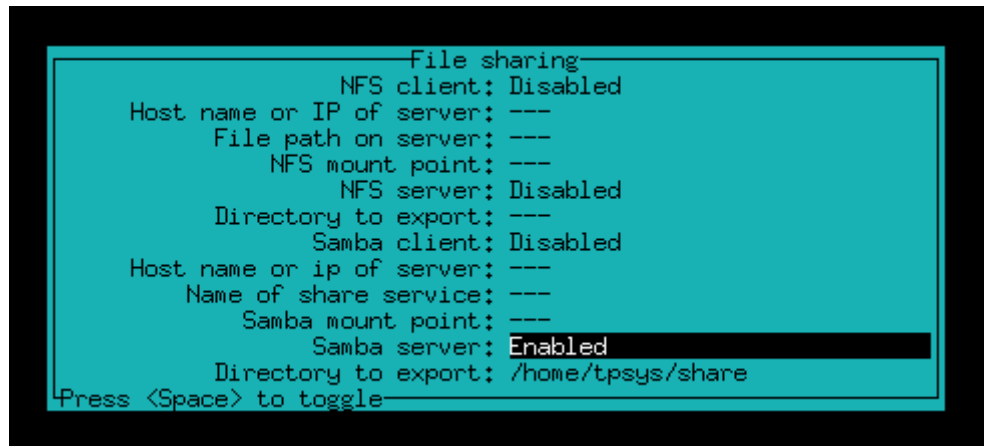 File sharing
NFS client: Disabled
Host name or IP of server: ---
File path on server: ---
NFS mount point: ---
NFS server: Disabled
Directory to export: ---
Samba client: Disabled
Host name or ip of server: ---
Name of share service: ---
Samba mount point: ---
Samba server: Enabled
Directory to export: /home/tpsys/share
Press <Space> to toggle